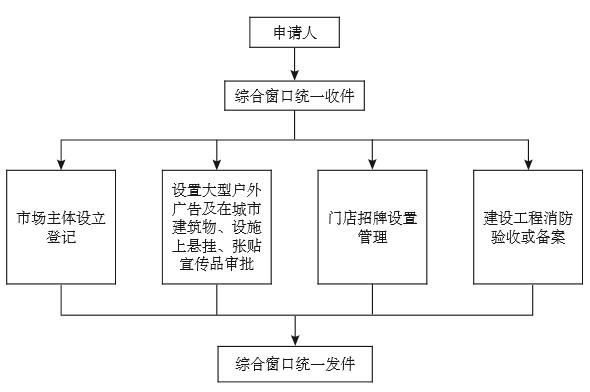 申请人
综合窗口统一收件
市场主体设立
登记
设置大型户外
广告及在城市
建筑物、设施
上悬挂、张贴
宣传品审批
门店招牌设置
管理
建设工程消防
验收或备案
综合窗口统一发件